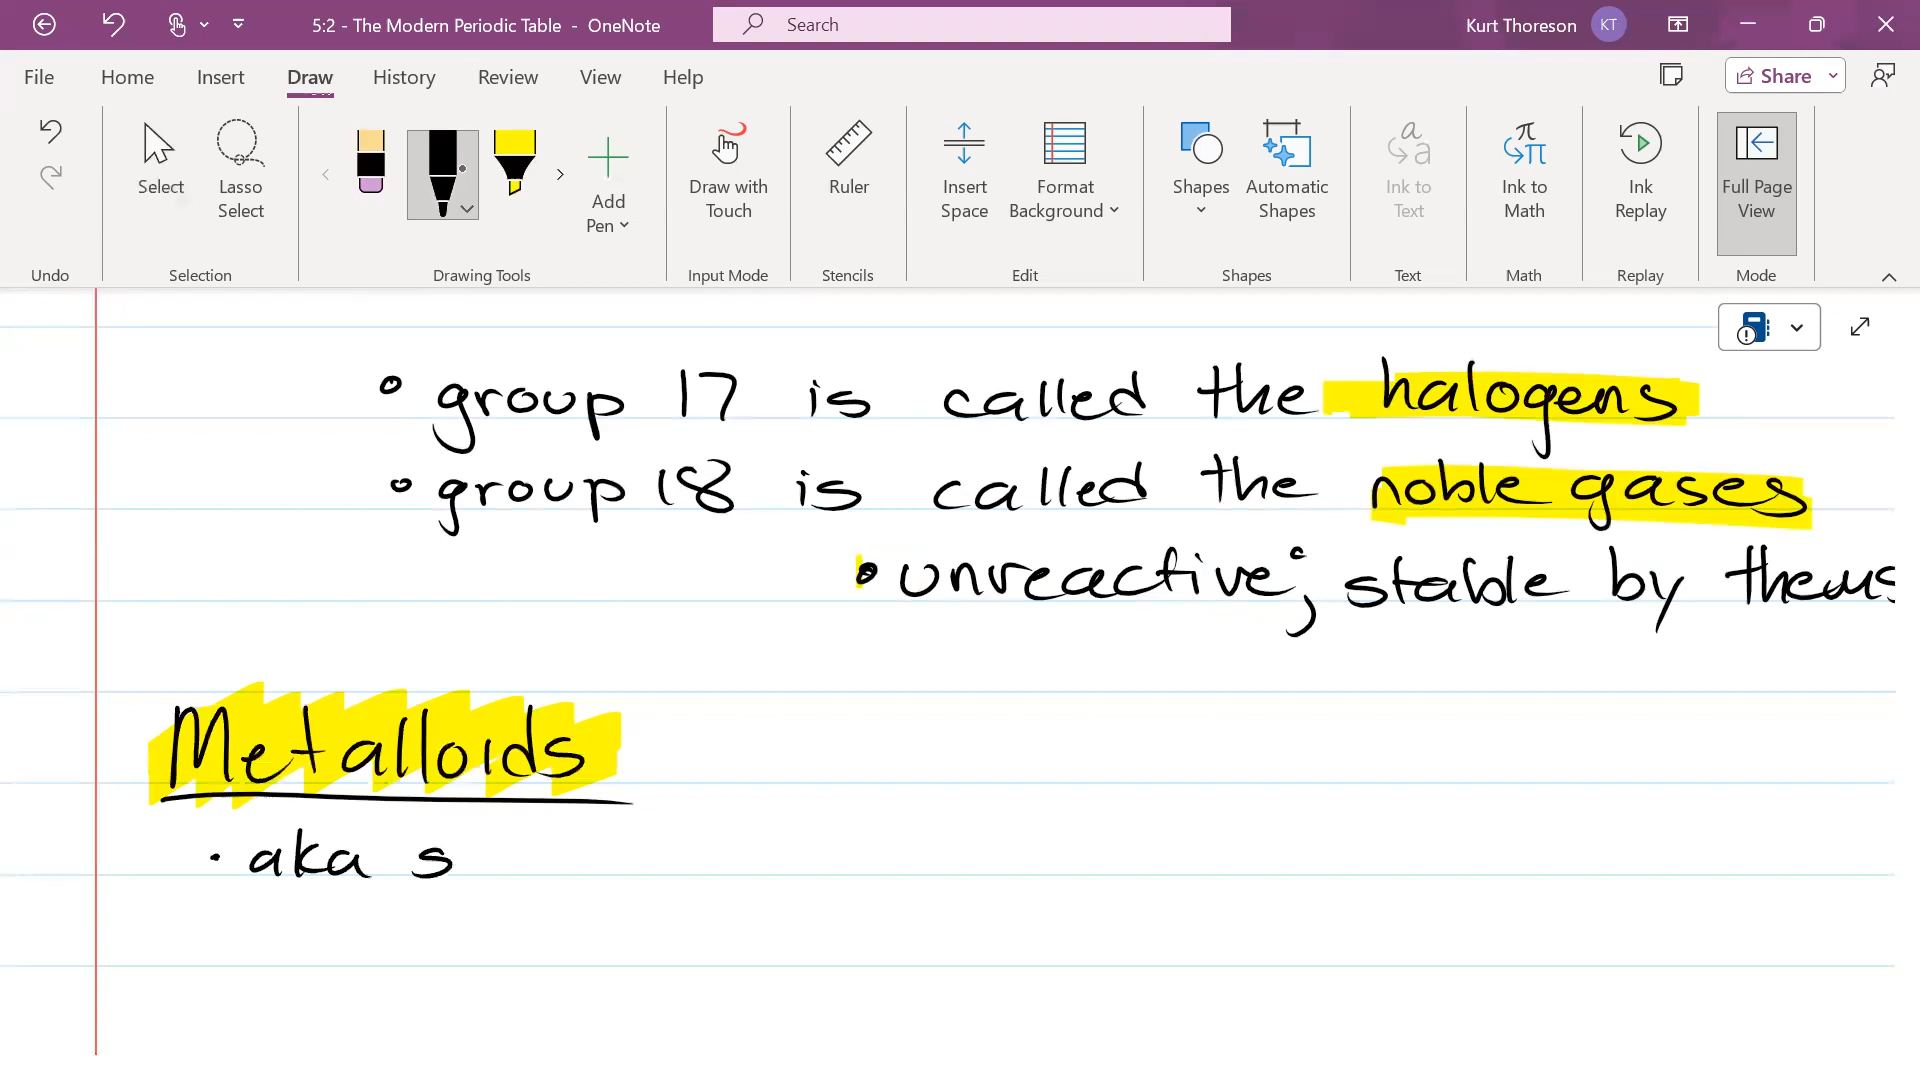 5:2 - The Modern Periodic Table - OneNote
Search
Kurt Thoreson KT
File Home Insert Draw History Review View Help
Share
Select
Lasso Select
Add Pen
Draw with Touch
Ruler
Insert Space
Format Background
Shapes
Automatic Shapes
Ink to Text
Ink to Math
Ink Replay
Full Page View
Undo Selection Drawing Tools Input Mode Stencils Edit Shapes Text Math Replay Mode
• group 17 is called the halogens
• group 18 is called the noble gases
• unreactive; stable by thems
Metalloids
· aka s